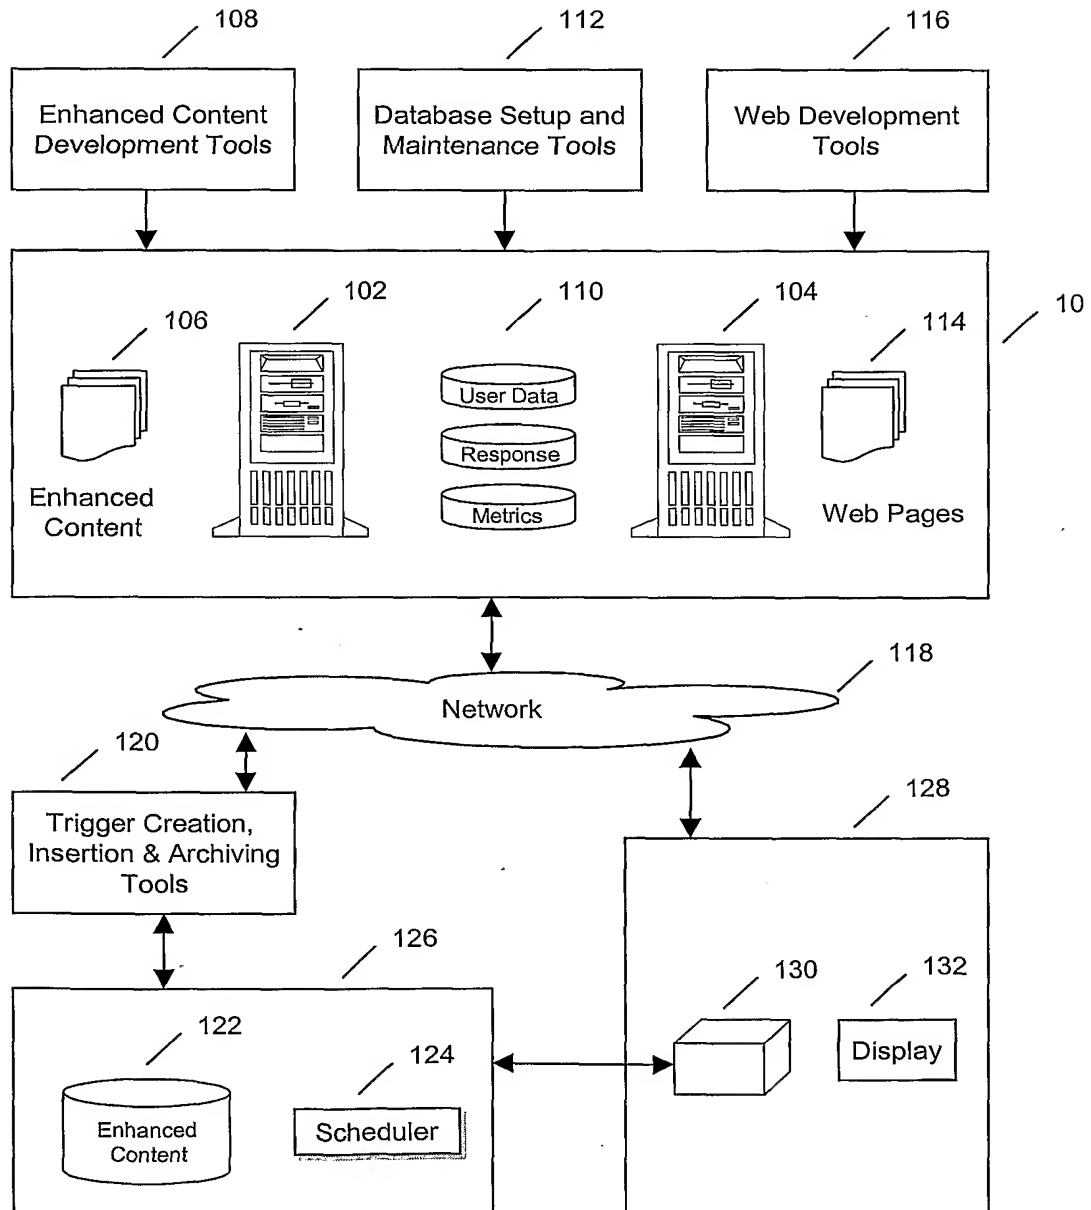 108
112
116
Enhanced Content
Development Tools
Database Setup and
Maintenance Tools
Web Development
Tools
102
110
104
10
106
114
User Data
Response
Metrics
Enhanced
Content
Web Pages
118
Network
120
128
Trigger Creation,
Insertion & Archiving
Tools
126
130
132
122
124
Display
Enhanced
Content
Scheduler